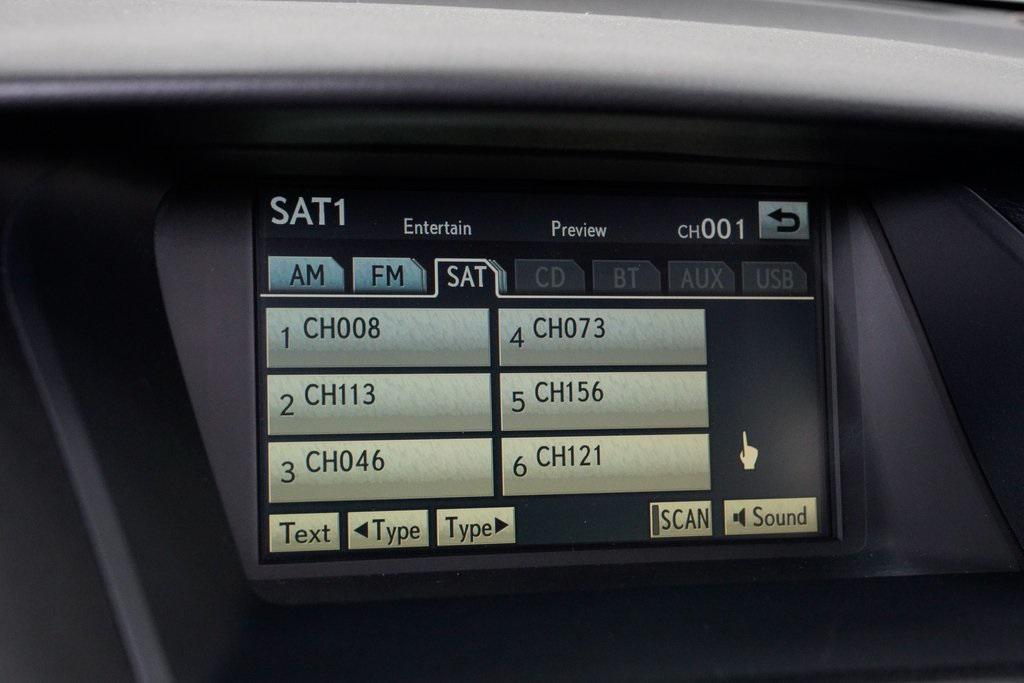 SAT1 Entertain Preview CH001
AM FM SAT CD BT AUX USB
1 CH008 4 CH073
2 CH113 5 CH156
3 CH046 6 CH121
Text ◀Type Type▶ SCAN Sound